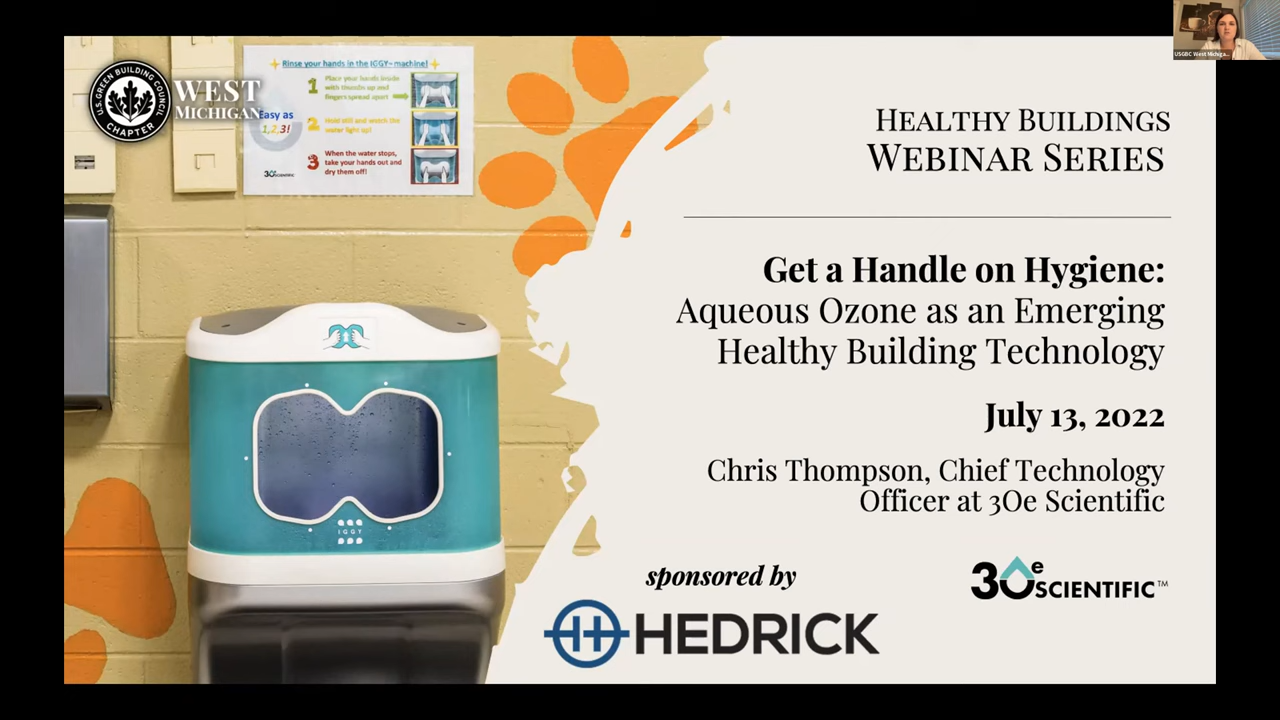 U.S. GREEN BUILDING COUNCIL
CHAPTER
WEST
MICHIGAN
Rinse your hands in the IGGY machine!
Easy as
1,2,3!
1 Place your hands inside
with thumbs up and
fingers spread apart
2 Hold still and watch the
water light up!
3 When the water stops,
take your hands out and
dry them off!
3Oe SCIENTIFIC
IGGY
USGBC West Michiga...
HEALTHY BUILDINGS
WEBINAR SERIES
Get a Handle on Hygiene:
Aqueous Ozone as an Emerging
Healthy Building Technology
July 13, 2022
Chris Thompson, Chief Technology
Officer at 3Oe Scientific
sponsored by
HEDRICK
3Oe SCIENTIFIC™